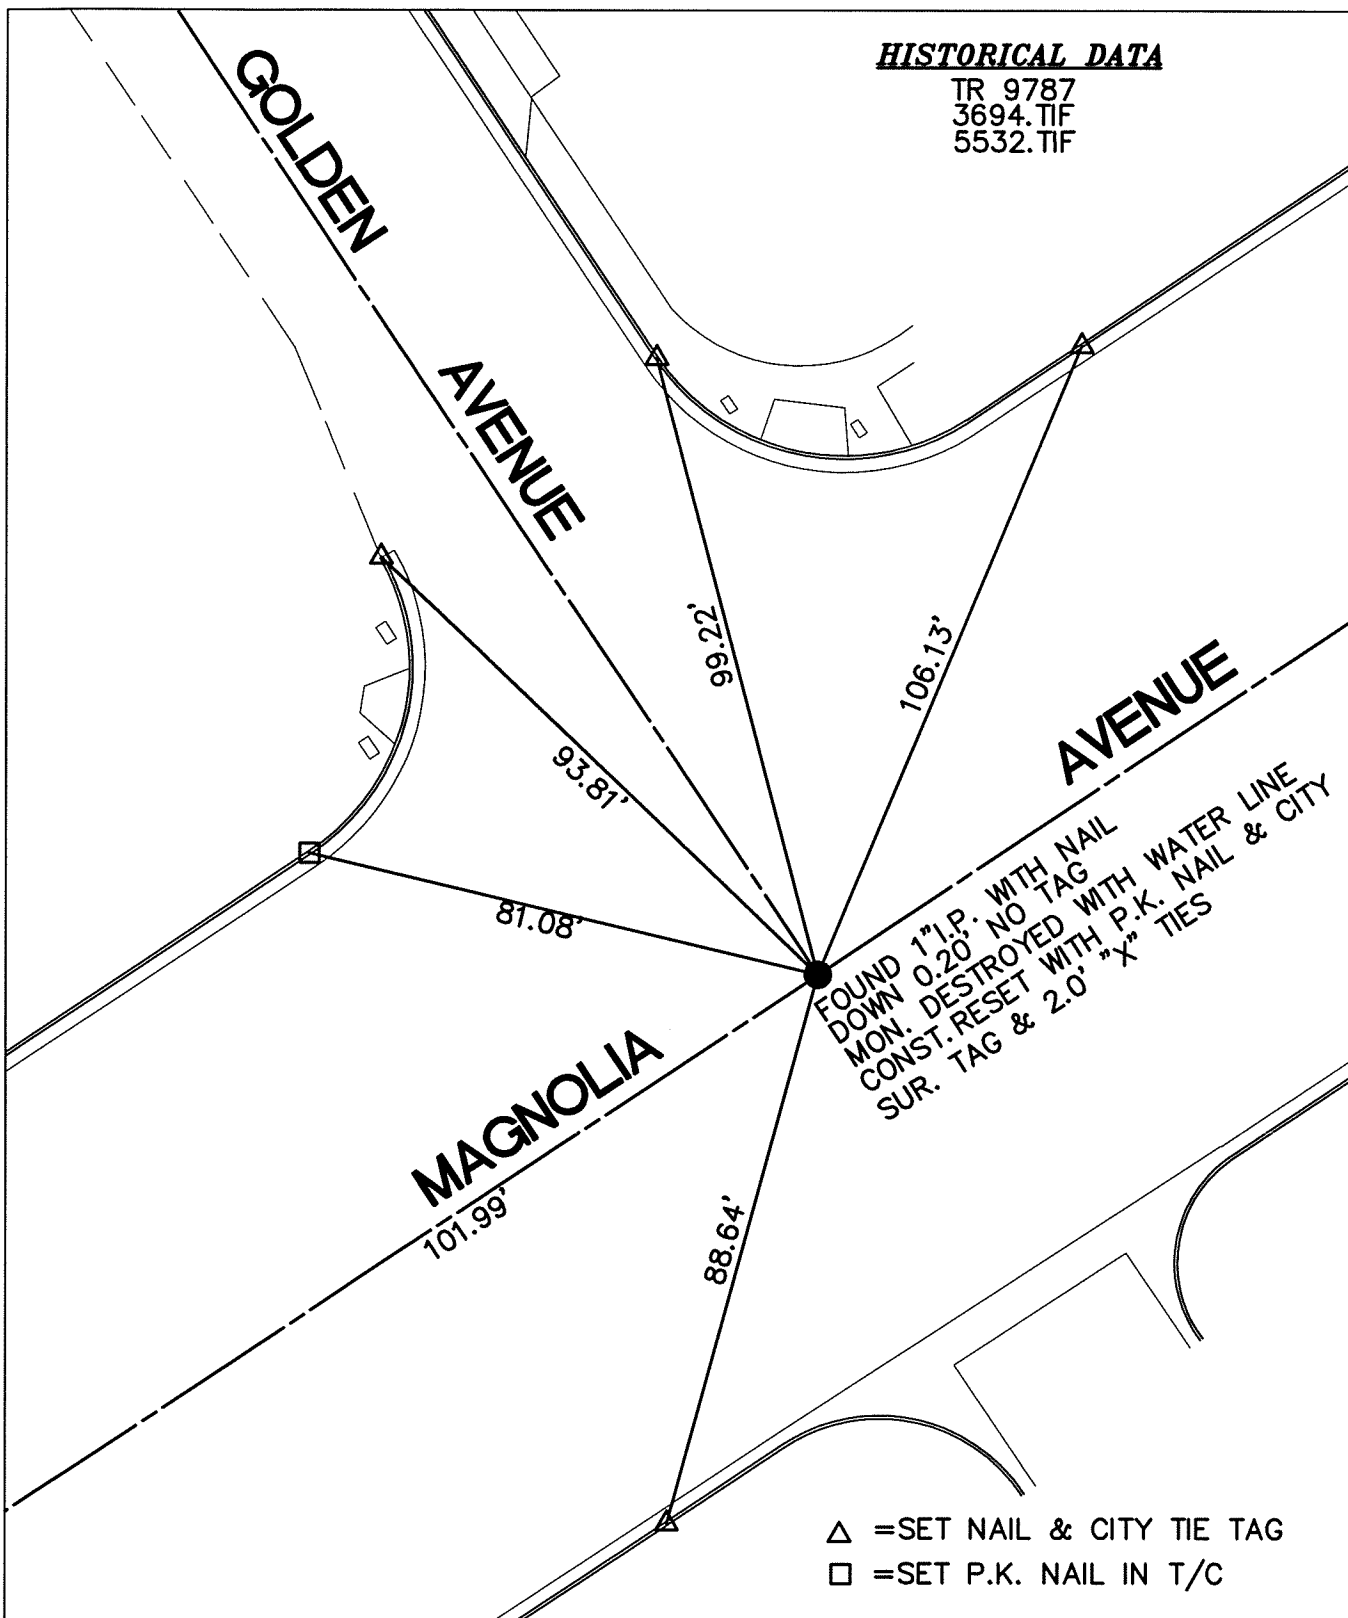 HISTORICAL DATA
TR 9787
3694.TIF
5532.TIF
GOLDEN
AVENUE
99.22'
106.13'
93.81'
81.08'
AVENUE
FOUND 1"I.P. WITH NAIL
DOWN 0.20' NO TAG
MON. DESTROYED WITH WATER LINE
CONST. RESET WITH P.K. NAIL & CITY
SUR. TAG & 2.0' "X" TIES
MAGNOLIA
101.99'
88.64'
=SET NAIL & CITY TIE TAG
=SET P.K. NAIL IN T/C